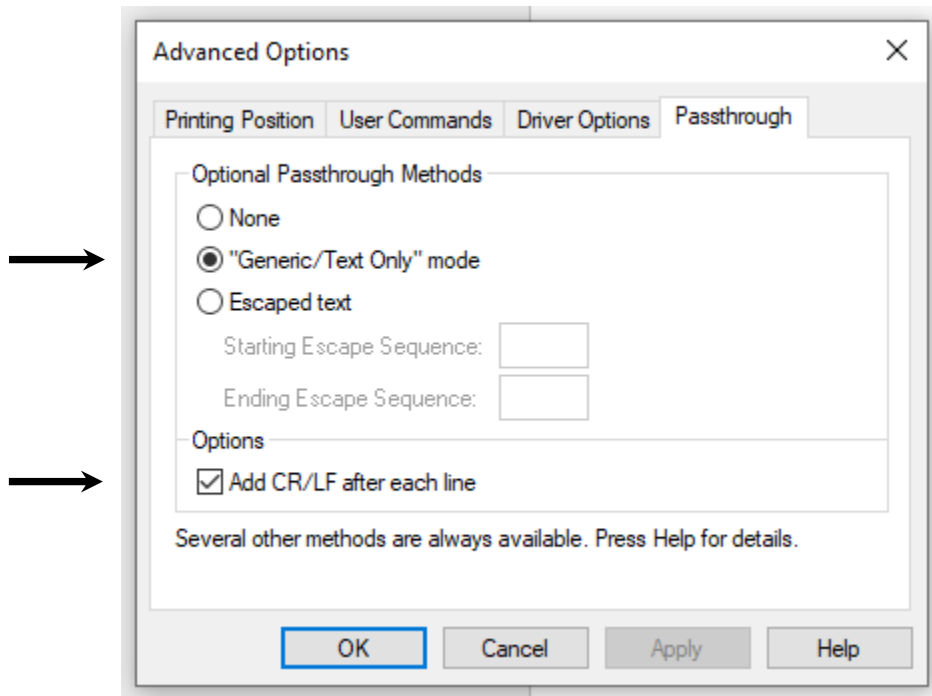 Advanced Options
Printing Position User Commands Driver Options Passthrough
Optional Passthrough Methods
None
"Generic/Text Only" mode
Escaped text
Starting Escape Sequence:
Ending Escape Sequence:
Options
Add CR/LF after each line
Several other methods are always available. Press Help for details.
OK Cancel Apply Help